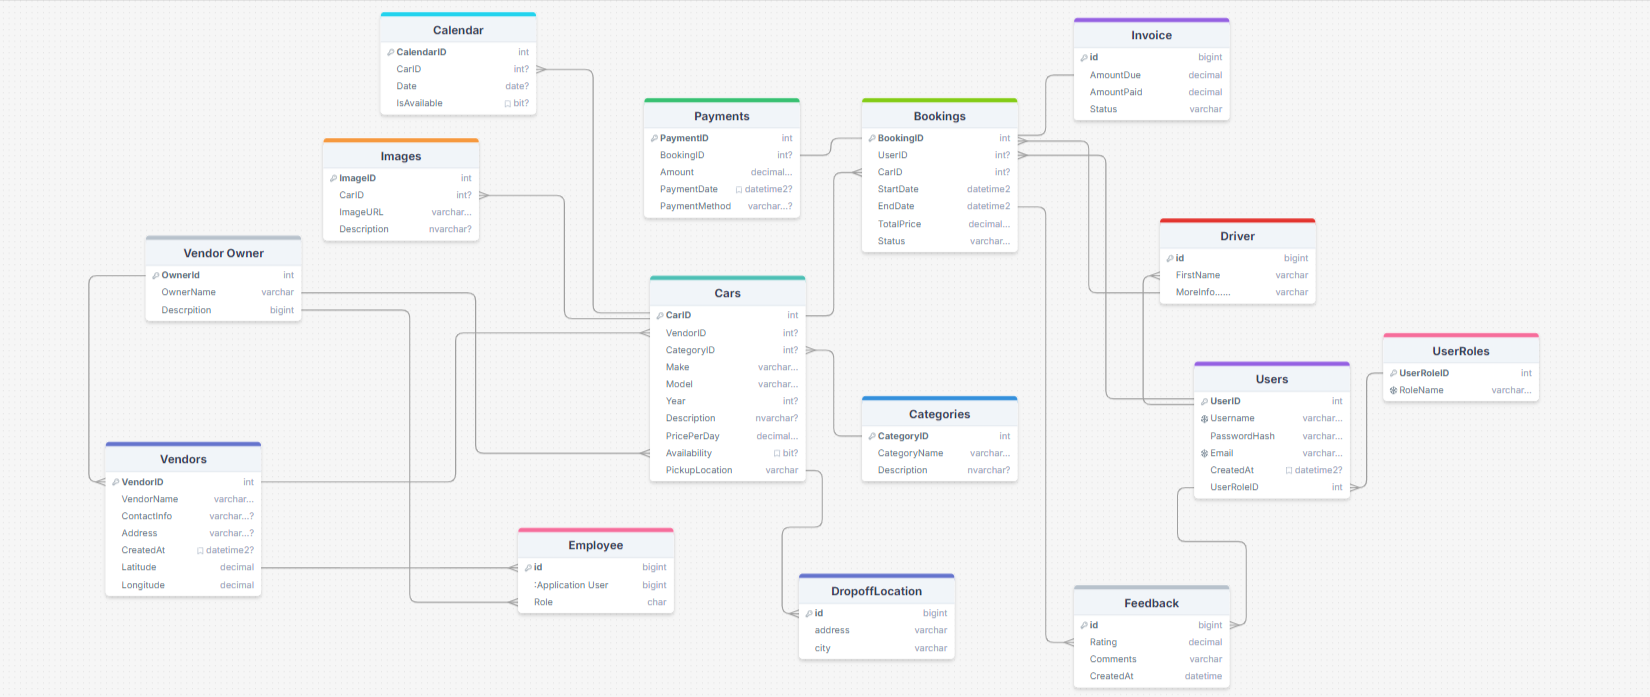 Calendar
CalendarID int
CarID int?
Date date?
IsAvailable bit?
Invoice
id bigint
AmountDue decimal
AmountPaid decimal
Status varchar
Payments
PaymentID int
BookingID int?
Amount decimal...
PaymentDate datetime2?
PaymentMethod varchar...?
Bookings
BookingID int
UserID int?
CarID int?
StartDate datetime2
EndDate datetime2
TotalPrice decimal...
Status varchar...
Images
ImageID int
CarID int?
ImageURL varchar...
Description nvarchar?
Vendor Owner
OwnerId int
OwnerName varchar
Descrpition bigint
Driver
id bigint
FirstName varchar
MoreInfo...... varchar
Cars
CarID int
VendorID int?
CategoryID int?
Make varchar...
Model varchar...
Year int?
Description nvarchar?
PricePerDay decimal...
Availability bit?
PickupLocation varchar
UserRoles
UserRoleID int
RoleName varchar...
Users
UserID int
Username varchar...
PasswordHash varchar...
Email varchar...
CreatedAt datetime2?
UserRoleID int
Categories
CategoryID int
CategoryName varchar...
Description nvarchar?
Vendors
VendorID int
VendorName varchar...
ContactInfo varchar...?
Address varchar...?
CreatedAt datetime2?
Latitude decimal
Longitude decimal
Employee
id bigint
:Application User bigint
Role char
DropoffLocation
id bigint
address varchar
city varchar
Feedback
id bigint
Rating decimal
Comments varchar
CreatedAt datetime